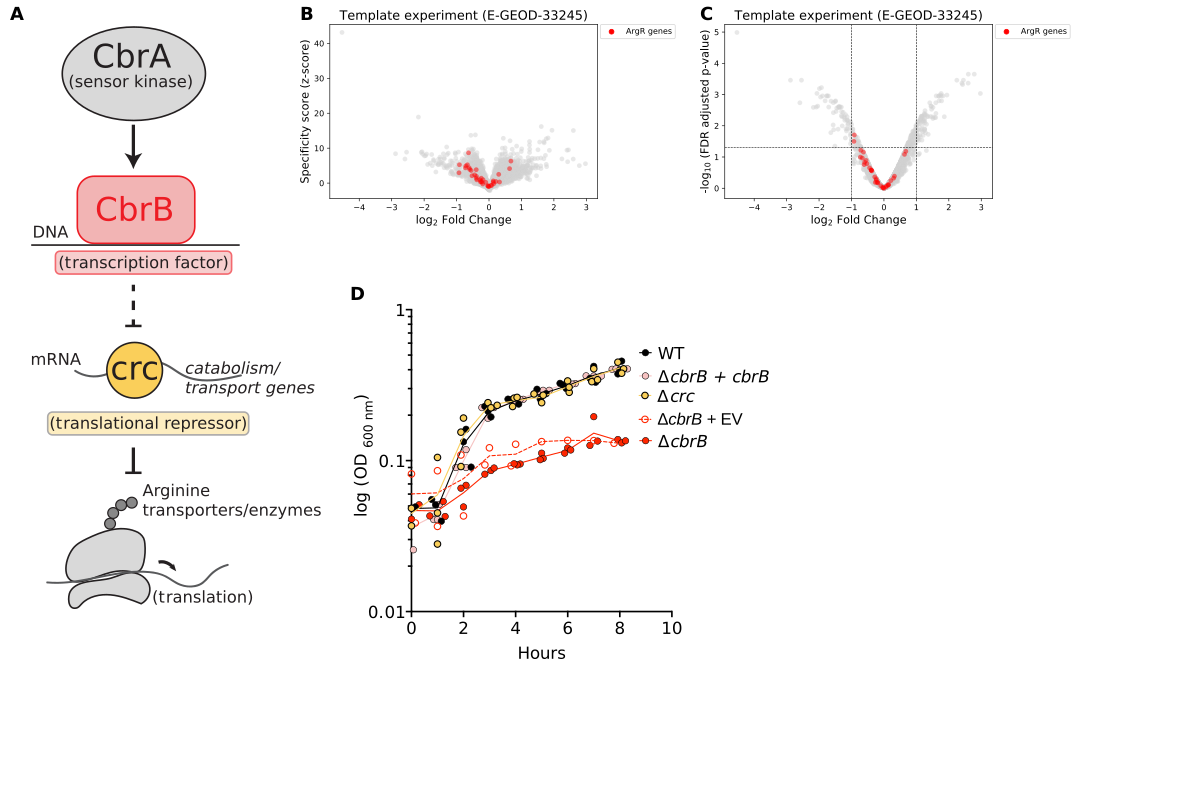 A
CbrA
(sensor kinase)
CbrB
DNA
(transcription factor)
mRNA
crc
catabolism/
transport genes
(translational repressor)
Arginine
transporters/enzymes
(translation)
B
Template experiment (E-GEOD-33245)
ArgR genes
Specificity score (z-score)
40
30
20
10
0
−4
−3
−2
−1
0
1
2
3
log2 Fold Change
C
Template experiment (E-GEOD-33245)
ArgR genes
-log10 (FDR adjusted p-value)
5
4
3
2
1
0
−4
−3
−2
−1
0
1
2
3
log2 Fold Change
D
log (OD 600 nm)
1
0.1
0.01
0
2
4
6
8
10
Hours
WT
ΔcbrB + cbrB
Δcrc
ΔcbrB + EV
ΔcbrB